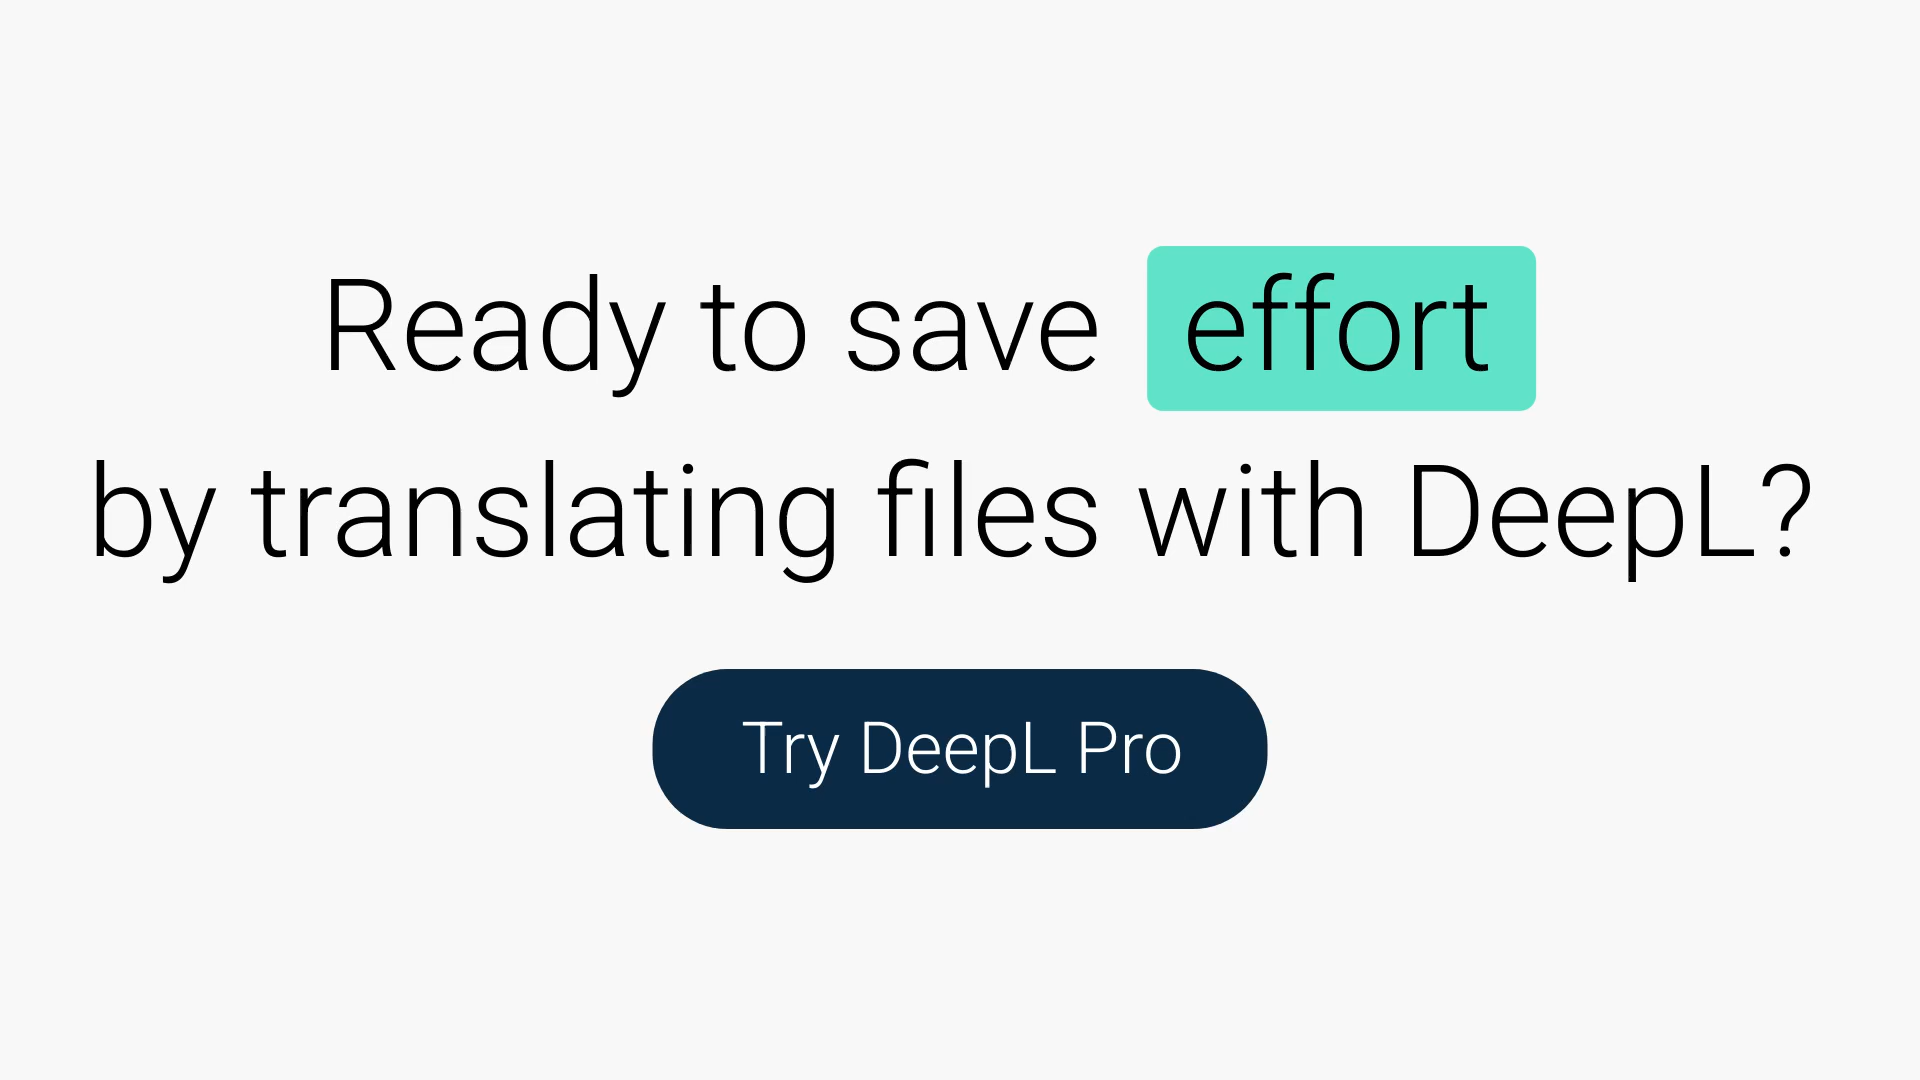 Ready to save effort
by translating files with DeepL?
Try DeepL Pro